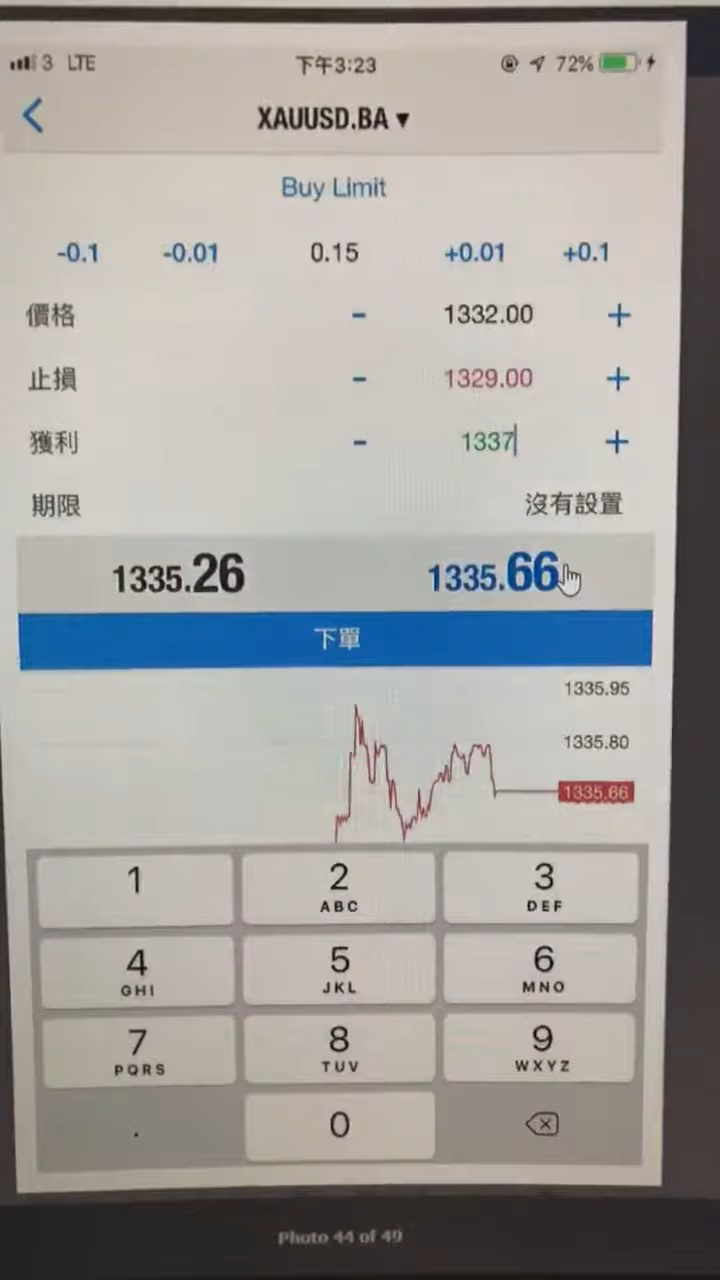 3 LTE 下午3:23 72%
XAUUSD.BA ▼
Buy Limit
-0.1 -0.01 0.15 +0.01 +0.1
價格 - 1332.00 +
止損 - 1329.00 +
獲利 - 1337 +
期限 沒有設置
1335.26 1335.66
下單
1335.95
1335.80
1335.66
1 2 3
ABC DEF
4 5 6
GHI JKL MNO
7 8 9
PQRS TUV WXYZ
. 0
Photo 44 of 49